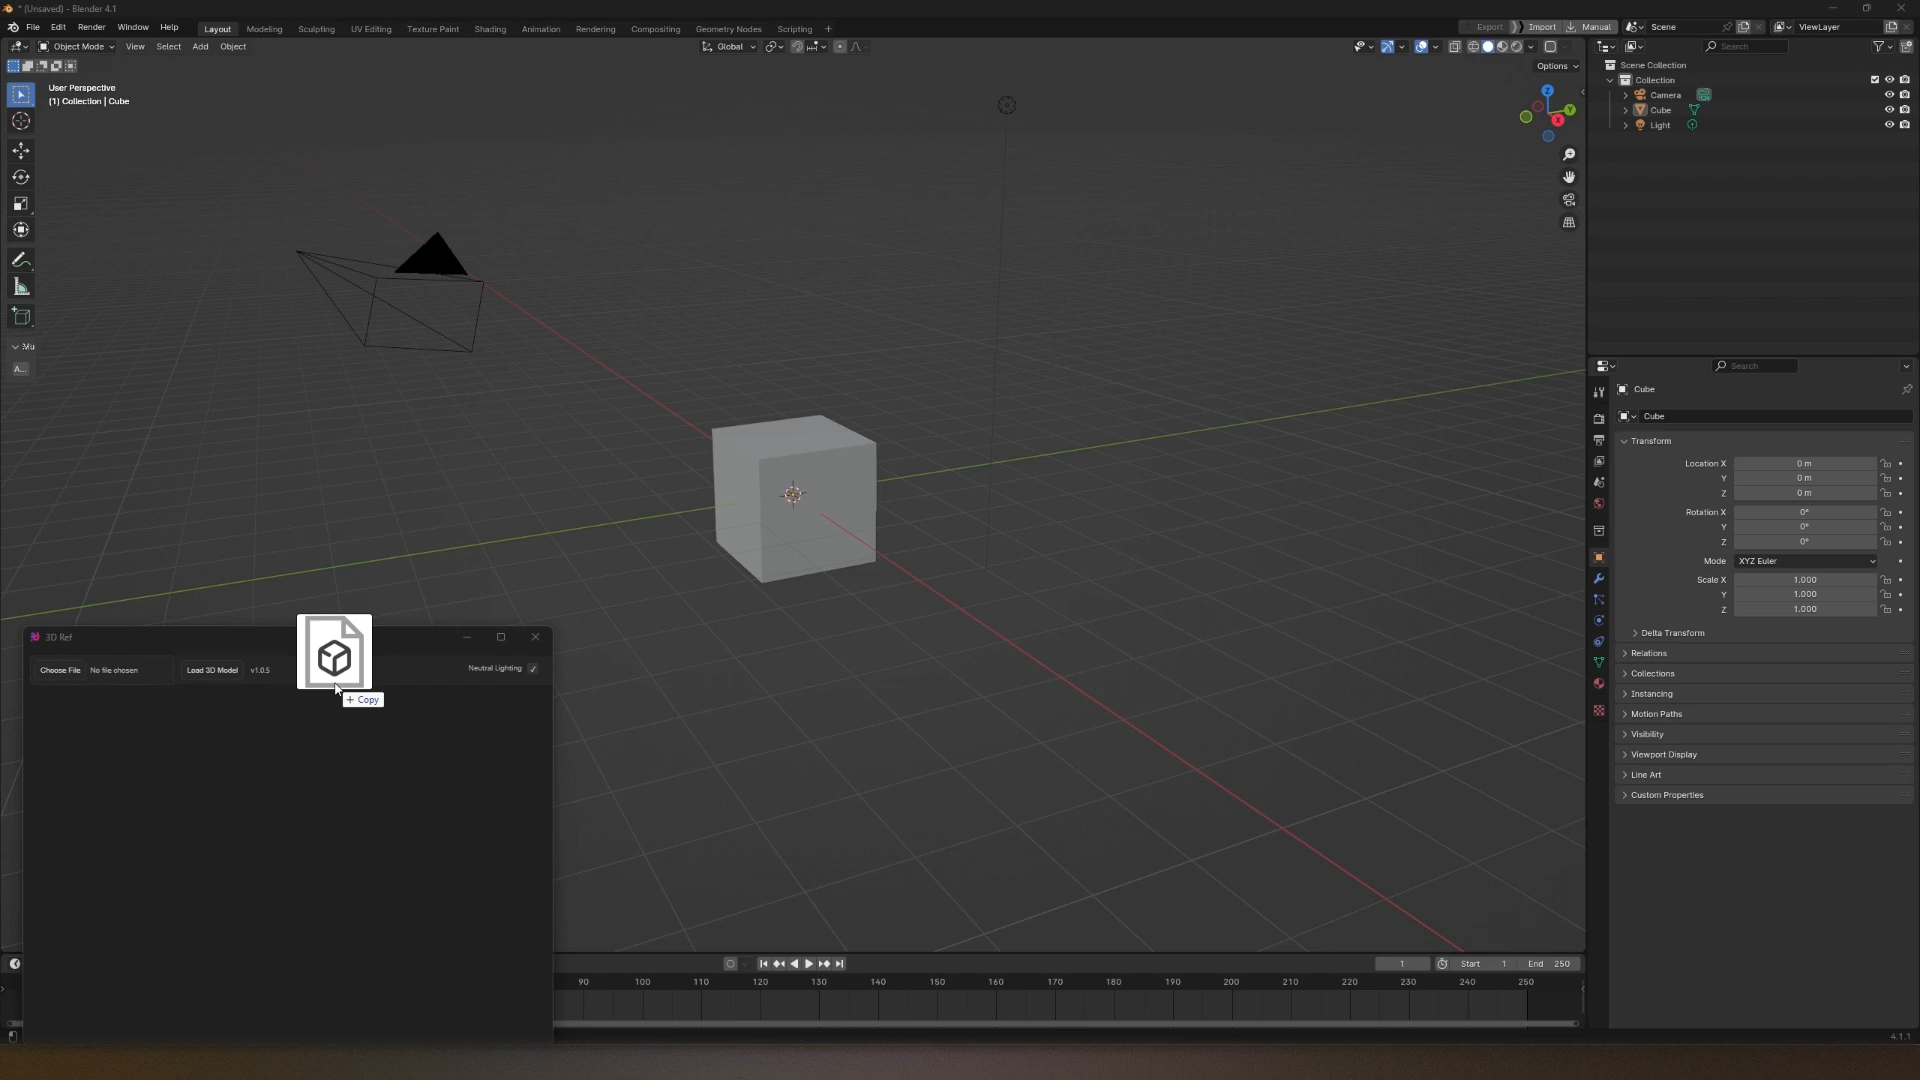 * (Unsaved) - Blender 4.1
File Edit Render Window Help Layout Modeling Sculpting UV Editing Texture Paint Shading Animation Rendering Compositing Geometry Nodes Scripting + Export Import Manual Scene ViewLayer
Object Mode View Select Add Object Global Search
Options
User Perspective
(1) Collection | Cube
Scene Collection
Collection
Camera
Cube
Light
Z
Y
X
Mu
A...
Search
Cube
Cube
Transform
Location X 0 m
Y 0 m
Z 0 m
Rotation X 0°
Y 0°
Z 0°
Mode XYZ Euler
Scale X 1.000
Y 1.000
Z 1.000
Delta Transform
Relations
Collections
Instancing
Motion Paths
Visibility
Viewport Display
Line Art
Custom Properties
3D Ref
Choose File No file chosen Load 3D Model v1.0.5 Neutral Lighting
+ Copy
1 Start 1 End 250
90 100 110 120 130 140 150 160 170 180 190 200 210 220 230 240 250
4.1.1